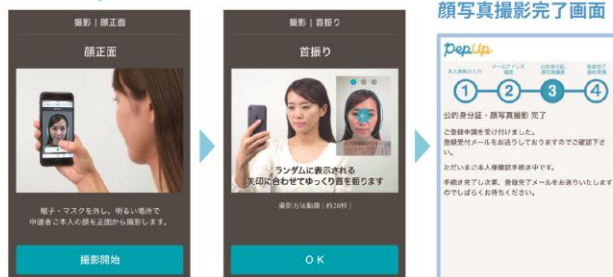 撮影｜顔正面
顔正面
帽子・マスクを外し、明るい場所で
申請者ご本人の顔を正面から撮影します。
撮影開始
撮影｜首振り
首振り
ランダムに表示される
矢印に合わせてゆっくり首を振ります
撮影方法動画（約20秒）
OK
顔写真撮影完了画面
PepUp
本人情報の入力
メールアドレス
確認
公的身分証、
顔写真撮影
登録完了
1
2
3
4
公的身分証・顔写真撮影 完了
ご登録申請を受け付けました。
登録受付メールをお送りしておりますのでご確認下さ
い。
ただいまご本人様確認手続き中です。
手続き完了し次第、登録完了メールをお送りいたします
のでしばらくお待ちください。